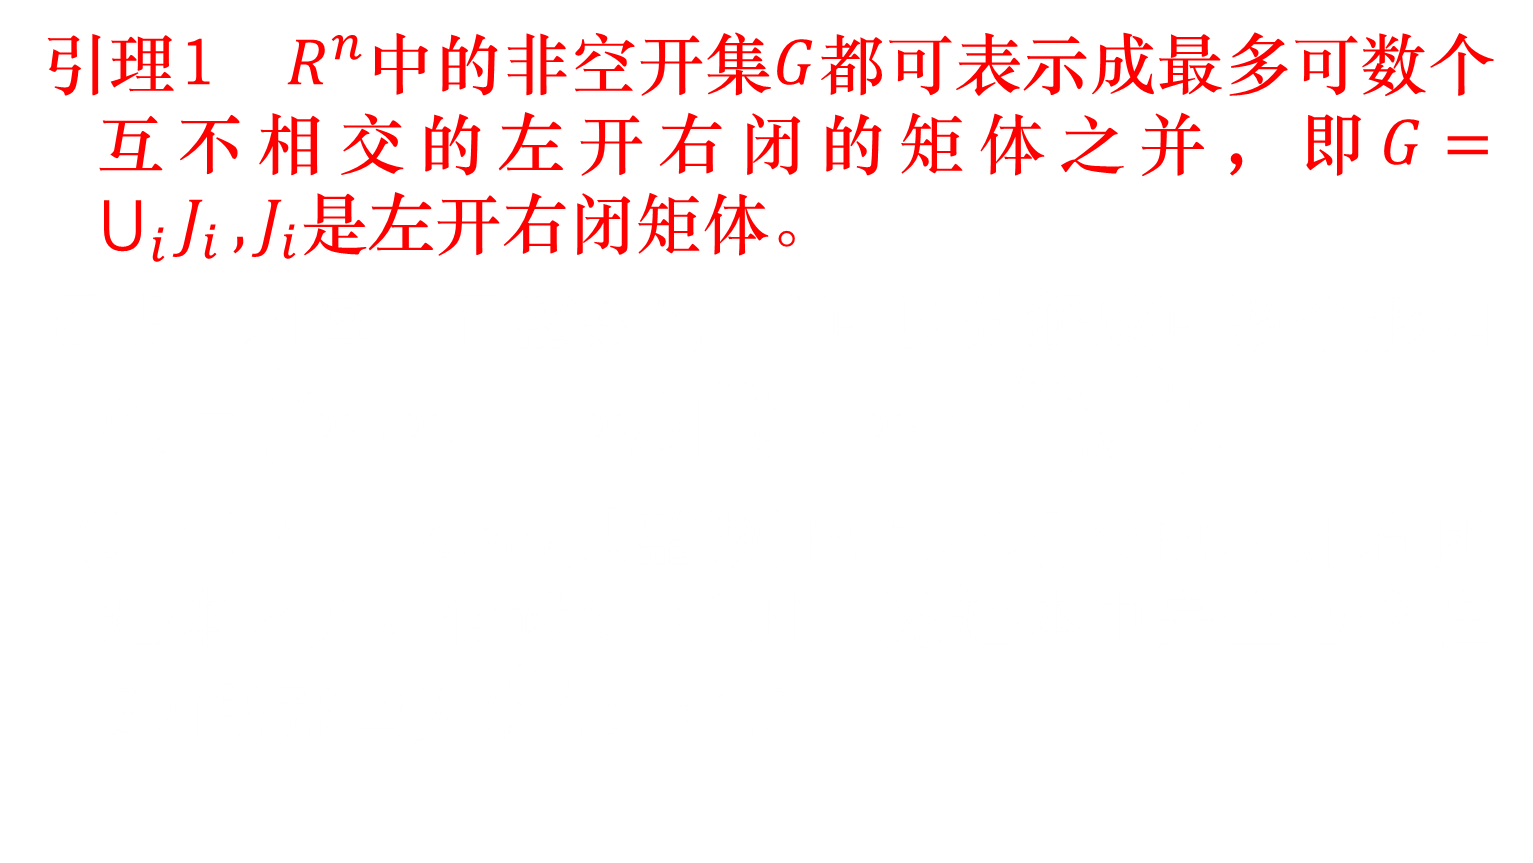 引理1 𝑅ⁿ中的非空开集𝐺都可表示成最多可数个
互不相交的左开右闭的矩体之并，即𝐺 =
∪ᵢ 𝐽ᵢ , 𝐽ᵢ是左开右闭矩体。